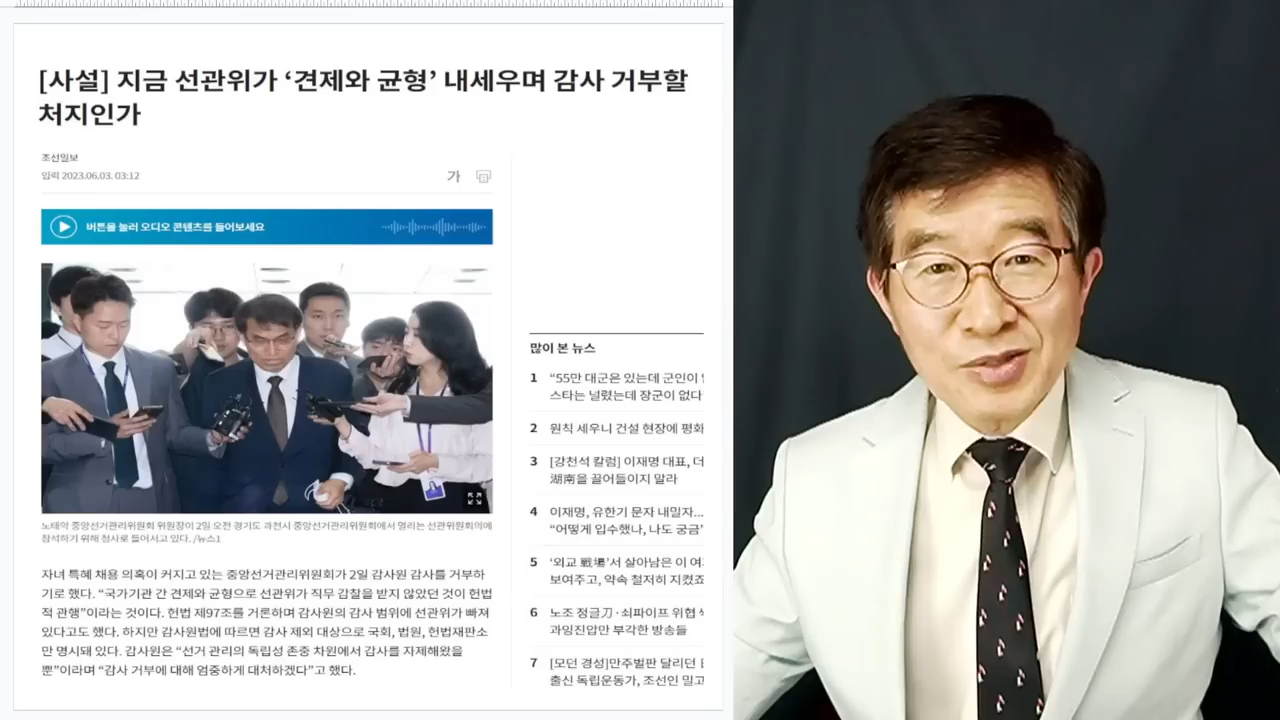 [사설] 지금 선관위가 ‘견제와 균형’ 내세우며 감사 거부할
처지인가
조선일보
입력 2023.06.03. 03:12
가
버튼을 눌러 오디오 콘텐츠를 들어보세요
노태악 중앙선거관리위원회 위원장이 2일 오전 경기도 과천시 중앙선거관리위원회에서 열리는 선관위원회의에
참석하기 위해 청사로 들어서고 있다. /뉴스1
자녀 특혜 채용 의혹이 커지고 있는 중앙선거관리위원회가 2일 감사원 감사를 거부하
기로 했다. “국가기관 간 견제와 균형으로 선관위가 직무 감찰을 받지 않았던 것이 헌법
적 관행”이라는 것이다. 헌법 제97조를 거론하며 감사원의 감사 범위에 선관위가 빠져
있다고도 했다. 하지만 감사원법에 따르면 감사 제외 대상으로 국회, 법원, 헌법재판소
만 명시돼 있다. 감사원은 “선거 관리의 독립성 존중 차원에서 감사를 자제해왔을
뿐”이라며 “감사 거부에 대해 엄중하게 대처하겠다”고 했다.
많이 본 뉴스
1 “55만 대군은 있는데 군인이
스타는 널렸는데 장군이 없다
2 원칙 세우니 건설 현장에 평화
3 [강천석 칼럼] 이재명 대표, 더
湖南을 끌어들이지 말라
4 이재명, 유한기 문자 내밀자...
“어떻게 입수했나, 나도 궁금”
5 ‘외교 戰場’서 살아남은 이 여
보여주고, 약속 철저히 지켰죠
6 노조 정글刀·쇠파이프 위협
과잉진압만 부각한 방송들
7 [모던 경성]만주벌판 달리던
출신 독립운동가, 조선인 밀고